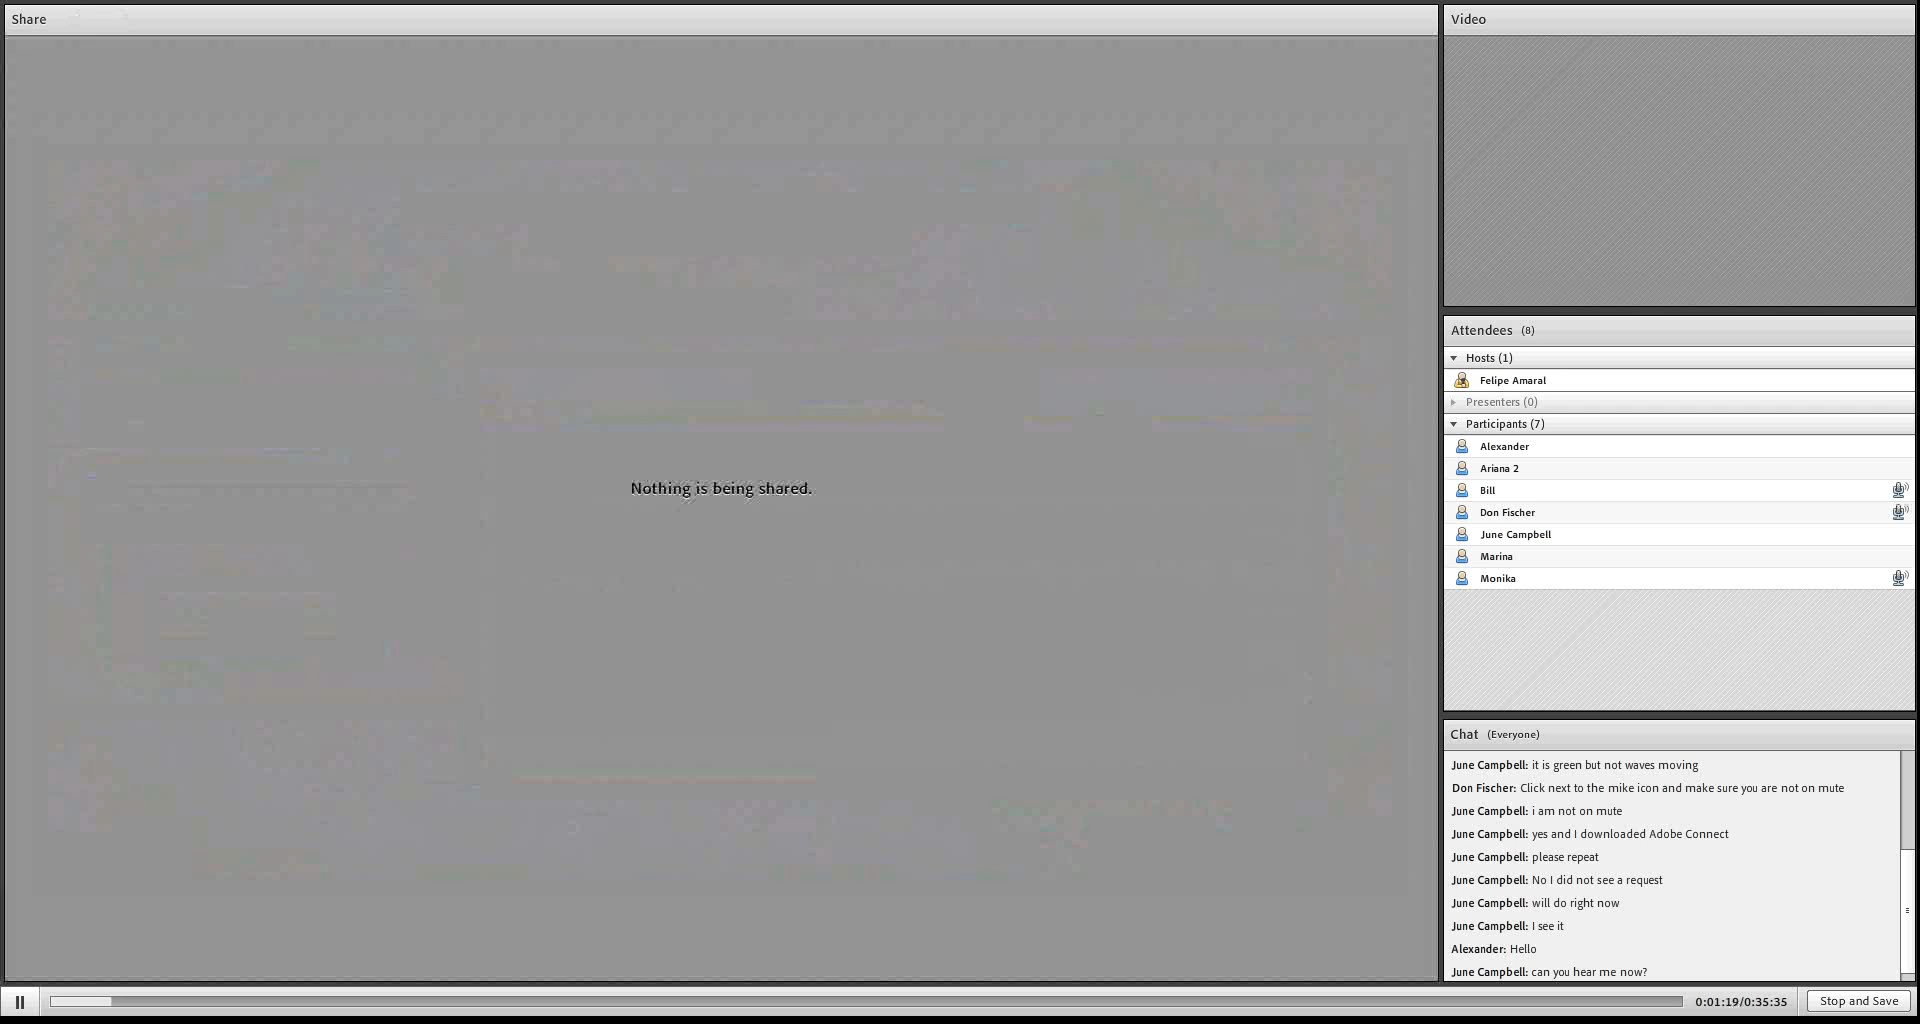 Share
Nothing is being shared.
Video
Attendees (8)
Hosts (1)
Felipe Amaral
Presenters (0)
Participants (7)
Alexander
Ariana 2
Bill
Don Fischer
June Campbell
Marina
Monika
Chat (Everyone)
June Campbell: it is green but not waves moving
Don Fischer: Click next to the mike icon and make sure you are not on mute
June Campbell: i am not on mute
June Campbell: yes and I downloaded Adobe Connect
June Campbell: please repeat
June Campbell: No I did not see a request
June Campbell: will do right now
June Campbell: I see it
Alexander: Hello
June Campbell: can you hear me now?
0:01:19/0:35:35
Stop and Save